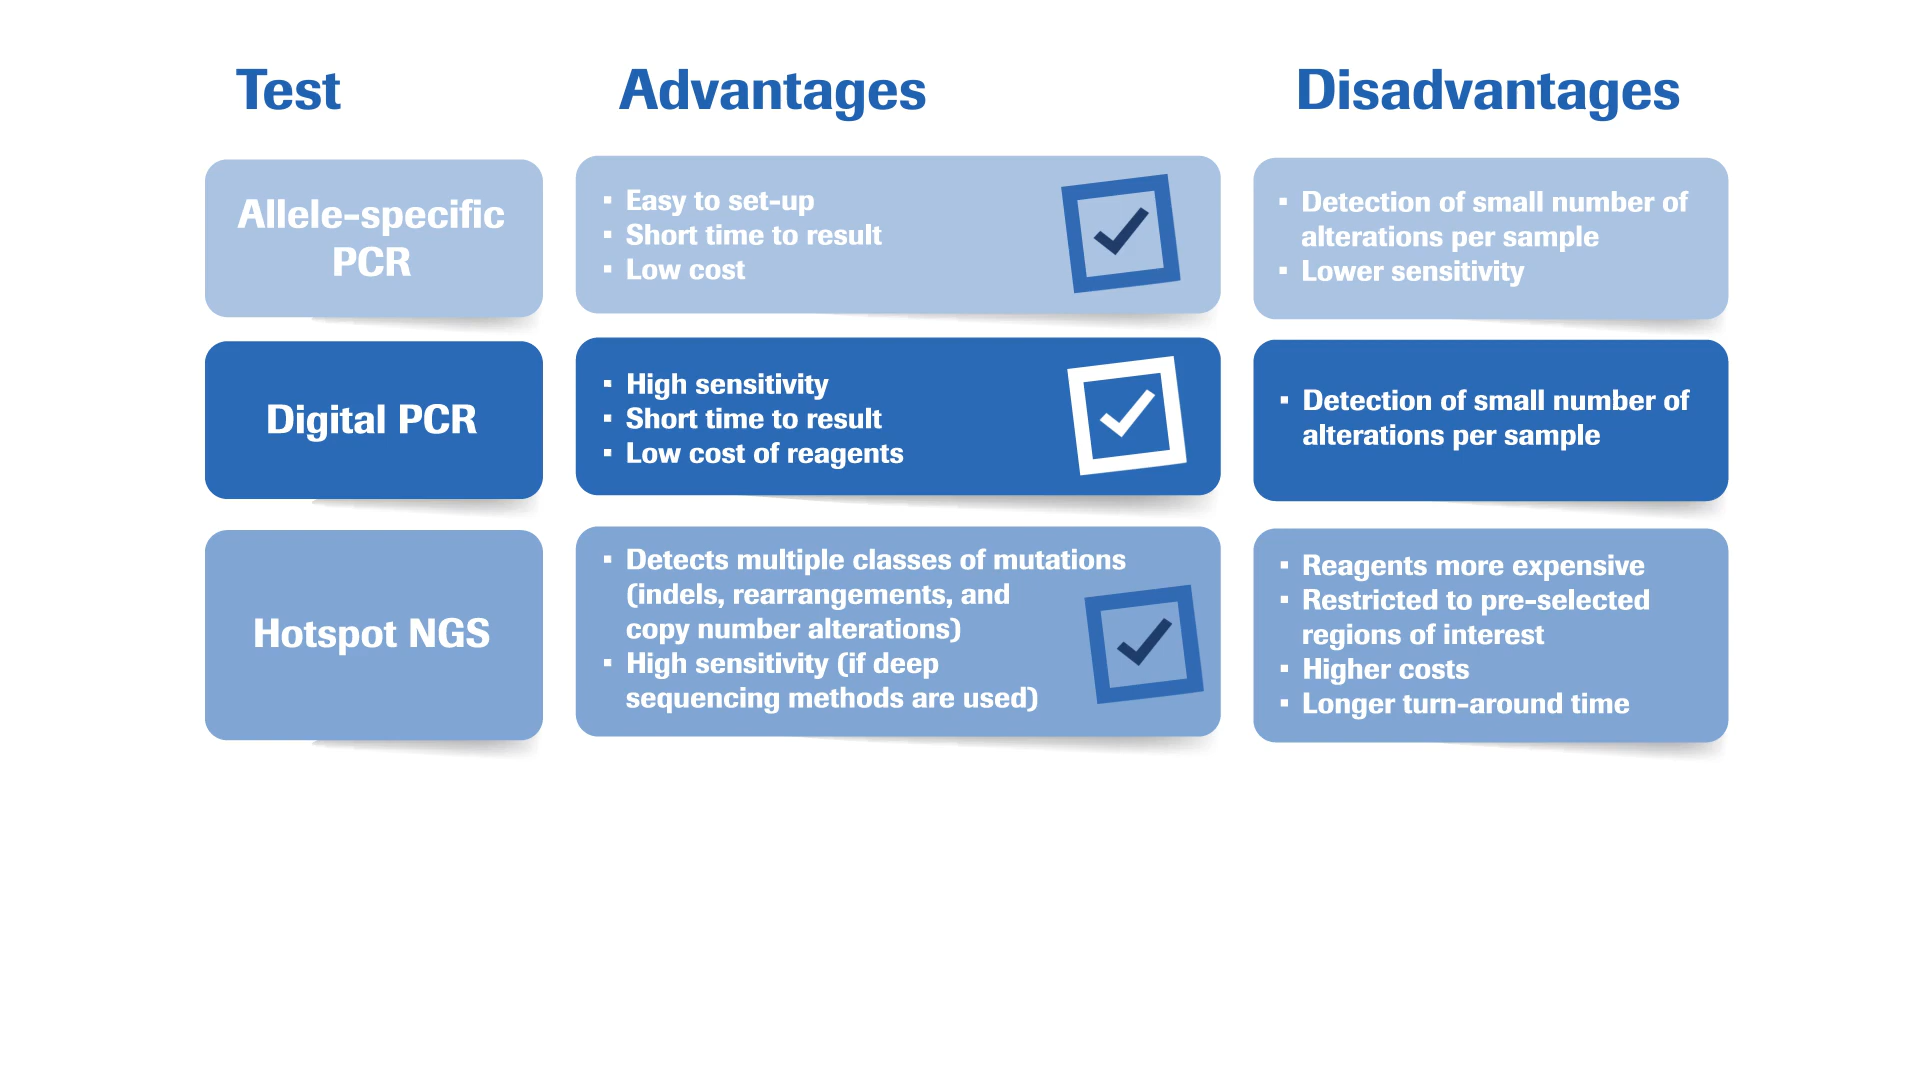 Test
Advantages
Disadvantages
Allele-specific
PCR
▪ Easy to set-up
▪ Short time to result
▪ Low cost
▪ Detection of small number of
alterations per sample
▪ Lower sensitivity
Digital PCR
▪ High sensitivity
▪ Short time to result
▪ Low cost of reagents
▪ Detection of small number of
alterations per sample
Hotspot NGS
▪ Detects multiple classes of mutations
(indels, rearrangements, and
copy number alterations)
▪ High sensitivity (if deep
sequencing methods are used)
▪ Reagents more expensive
▪ Restricted to pre-selected
regions of interest
▪ Higher costs
▪ Longer turn-around time